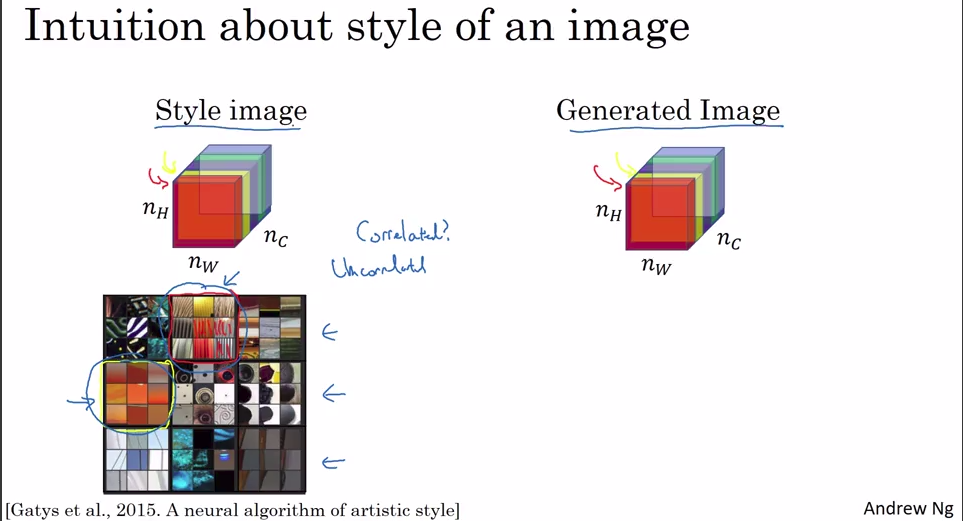 Intuition about style of an image
Style image
Generated Image
n_H
n_C
n_W
n_H
n_C
n_W
Correlated?
Uncorrelated
[Gatys et al., 2015. A neural algorithm of artistic style]
Andrew Ng